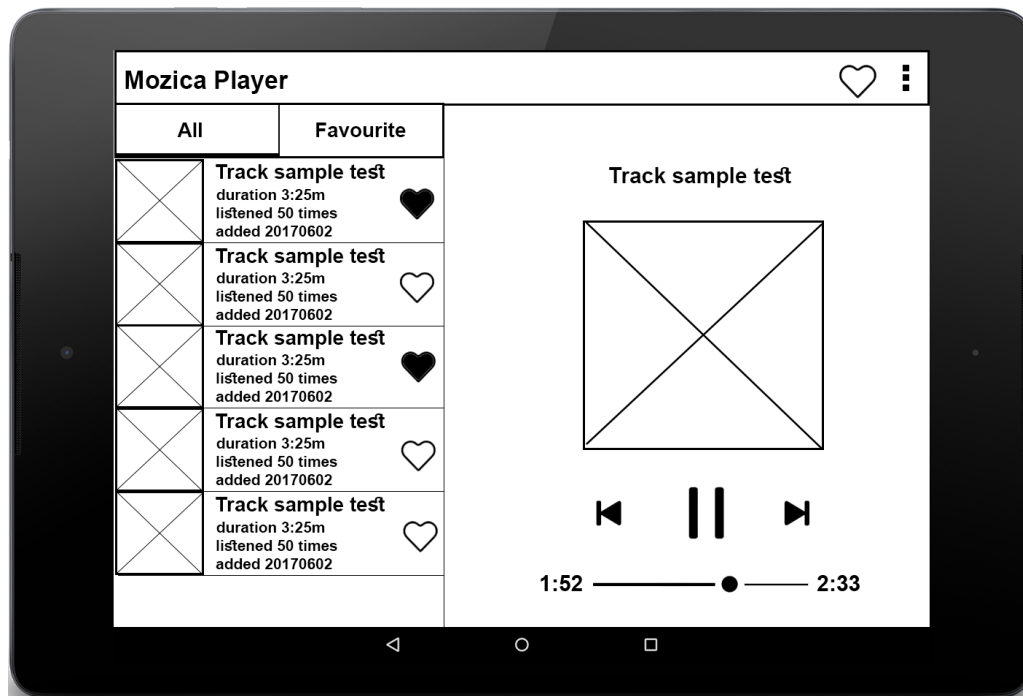 Mozica Player
All
Favourite
Track sample test
duration 3:25m
listened 50 times
added 20170602
Track sample test
duration 3:25m
listened 50 times
added 20170602
Track sample test
duration 3:25m
listened 50 times
added 20170602
Track sample test
duration 3:25m
listened 50 times
added 20170602
Track sample test
duration 3:25m
listened 50 times
added 20170602
Track sample test
1:52
2:33